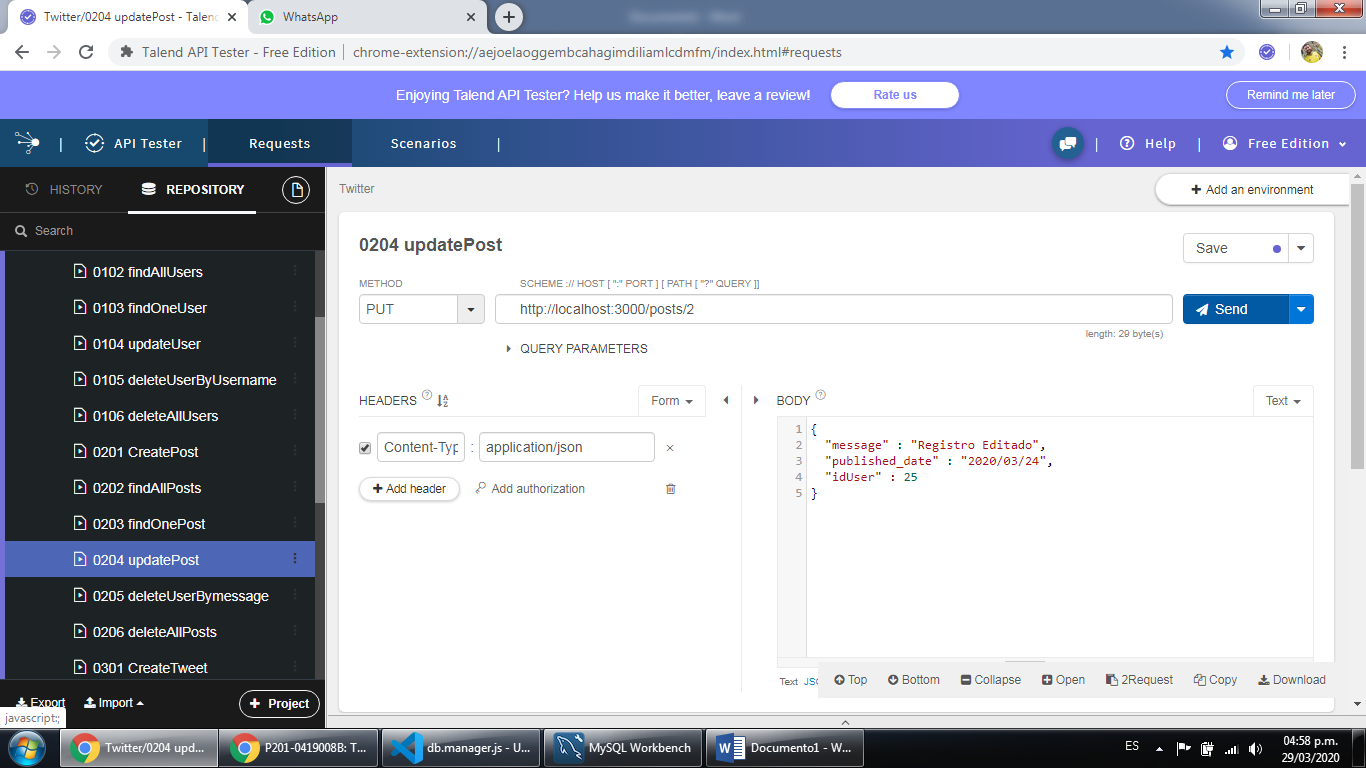 Twitter/0204 updatePost - Talend
WhatsApp
Talend API Tester - Free Edition
chrome-extension://aejoelaoggembcahagimdiliamlcdmfm/index.html#requests
Enjoying Talend API Tester? Help us make it better, leave a review!
Rate us
Remind me later
API Tester
Requests
Scenarios
Help
Free Edition
HISTORY
REPOSITORY
Search
0102 findAllUsers
0103 findOneUser
0104 updateUser
0105 deleteUserByUsername
0106 deleteAllUsers
0201 CreatePost
0202 findAllPosts
0203 findOnePost
0204 updatePost
0205 deleteUserBymessage
0206 deleteAllPosts
0301 CreateTweet
Export
Import
+ Project
javascript:;
Twitter
+ Add an environment
0204 updatePost
Save
METHOD
SCHEME :// HOST [ ":" PORT ] [ PATH [ "?" QUERY ]]
PUT
http://localhost:3000/posts/2
Send
length: 29 byte(s)
QUERY PARAMETERS
HEADERS
Form
Content-Typ : application/json
+ Add header
Add authorization
BODY
Text
1 {
2 "message" : "Registro Editado",
3 "published_date" : "2020/03/24",
4 "idUser" : 25
5 }
Text JSO
Top
Bottom
Collapse
Open
2Request
Copy
Download
Twitter/0204 upd...
P201-0419008B: T...
db.manager.js - U...
MySQL Workbench
Documento1 - W...
ES
04:58 p.m.
29/03/2020